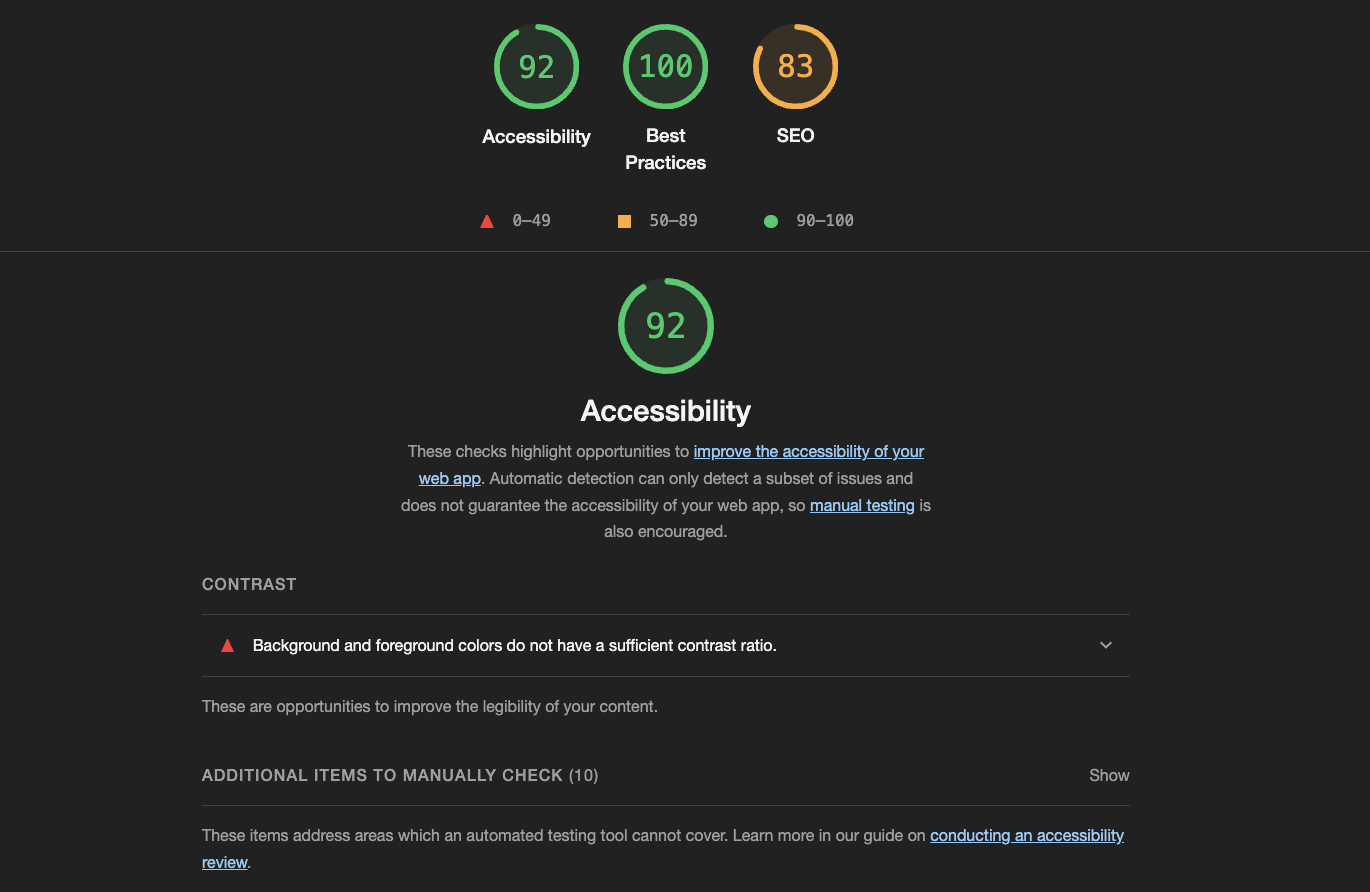 92
100
83
Accessibility
Best
Practices
SEO
0–49
50–89
90–100
92
Accessibility
These checks highlight opportunities to improve the accessibility of your
web app. Automatic detection can only detect a subset of issues and
does not guarantee the accessibility of your web app, so manual testing is
also encouraged.
CONTRAST
Background and foreground colors do not have a sufficient contrast ratio.
These are opportunities to improve the legibility of your content.
ADDITIONAL ITEMS TO MANUALLY CHECK (10)
Show
These items address areas which an automated testing tool cannot cover. Learn more in our guide on conducting an accessibility
review.